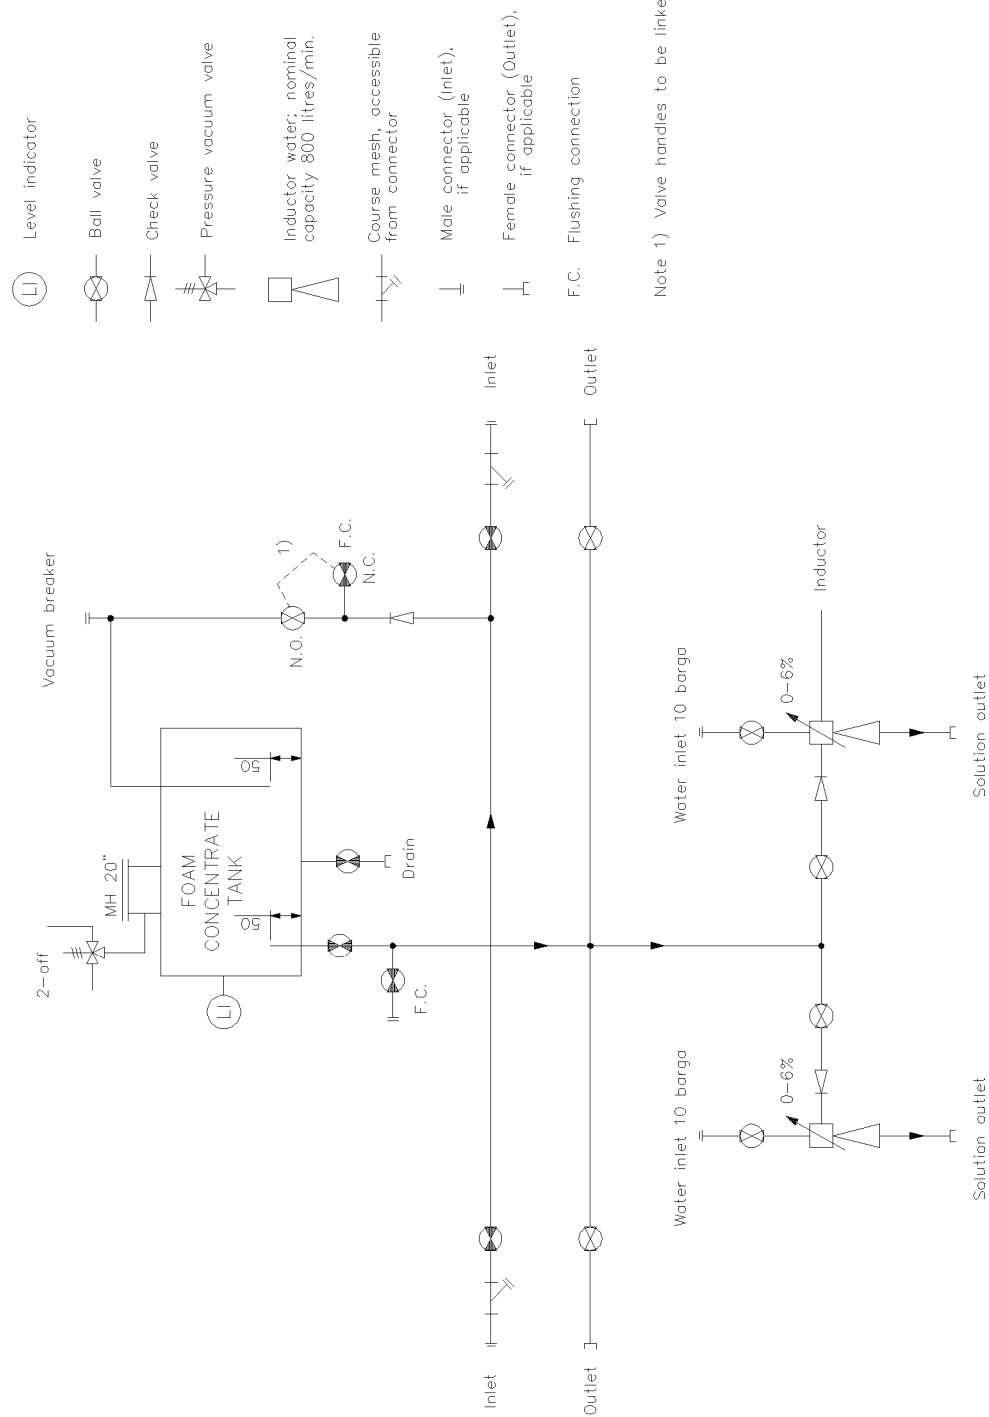 Vacuum breaker
2-off
MH 20"
FOAM
CONCENTRATE
TANK
LI
50
50
Drain
F.C.
N.O.
1)
F.C.
N.C.
Inlet
Inlet
Outlet
Outlet
Water inlet 10 barga
0-6%
Solution outlet
Water inlet 10 barga
0-6%
Inductor
Solution outlet
LI Level indicator
Ball valve
Check valve
Pressure vacuum valve
Inductor water; nominal
capacity 800 litres/min.
Course mesh, accessible
from connector
Male connector (Inlet),
if applicable
Female connector (Outlet),
if applicable
F.C. Flushing connection
Note 1) Valve handles to be linke